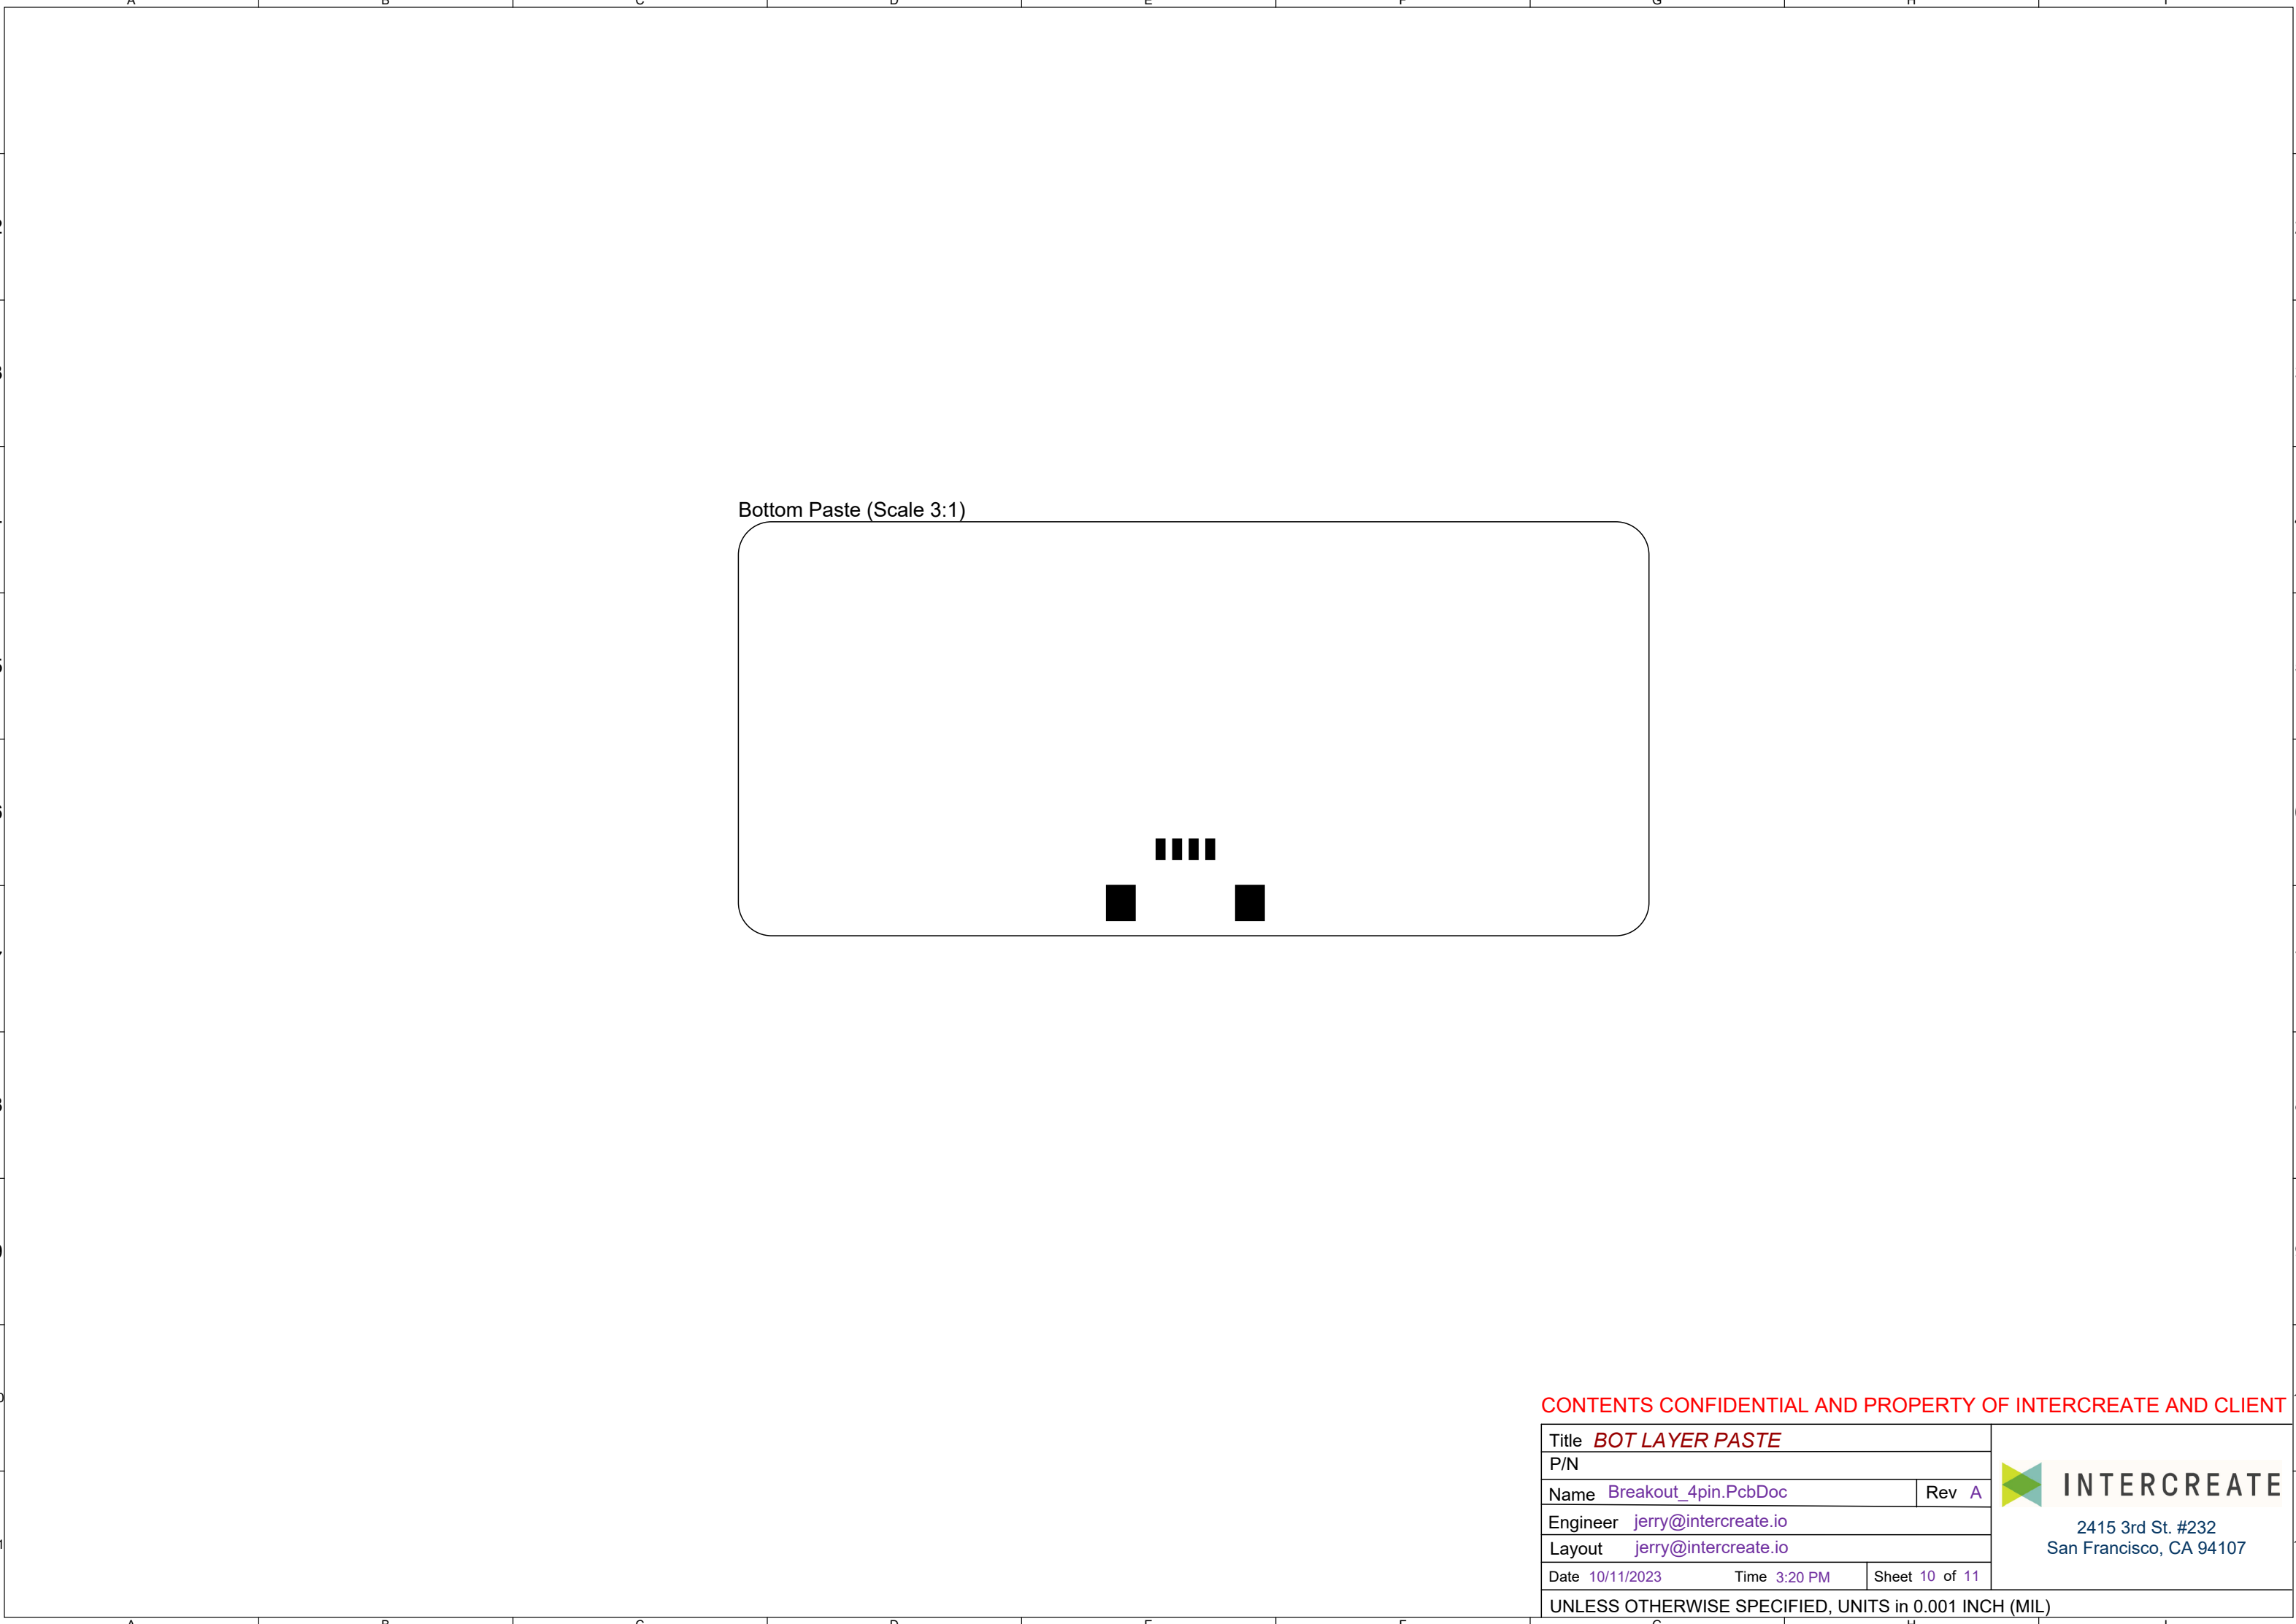 A B C D E F G H I
Bottom Paste (Scale 3:1)
CONTENTS CONFIDENTIAL AND PROPERTY OF INTERCREATE AND CLIENT
Title BOT LAYER PASTE
P/N
Name Breakout_4pin.PcbDoc Rev A
Engineer jerry@intercreate.io
Layout jerry@intercreate.io
Date 10/11/2023 Time 3:20 PM Sheet 10 of 11
UNLESS OTHERWISE SPECIFIED, UNITS in 0.001 INCH (MIL)
INTERCREATE
2415 3rd St. #232
San Francisco, CA 94107